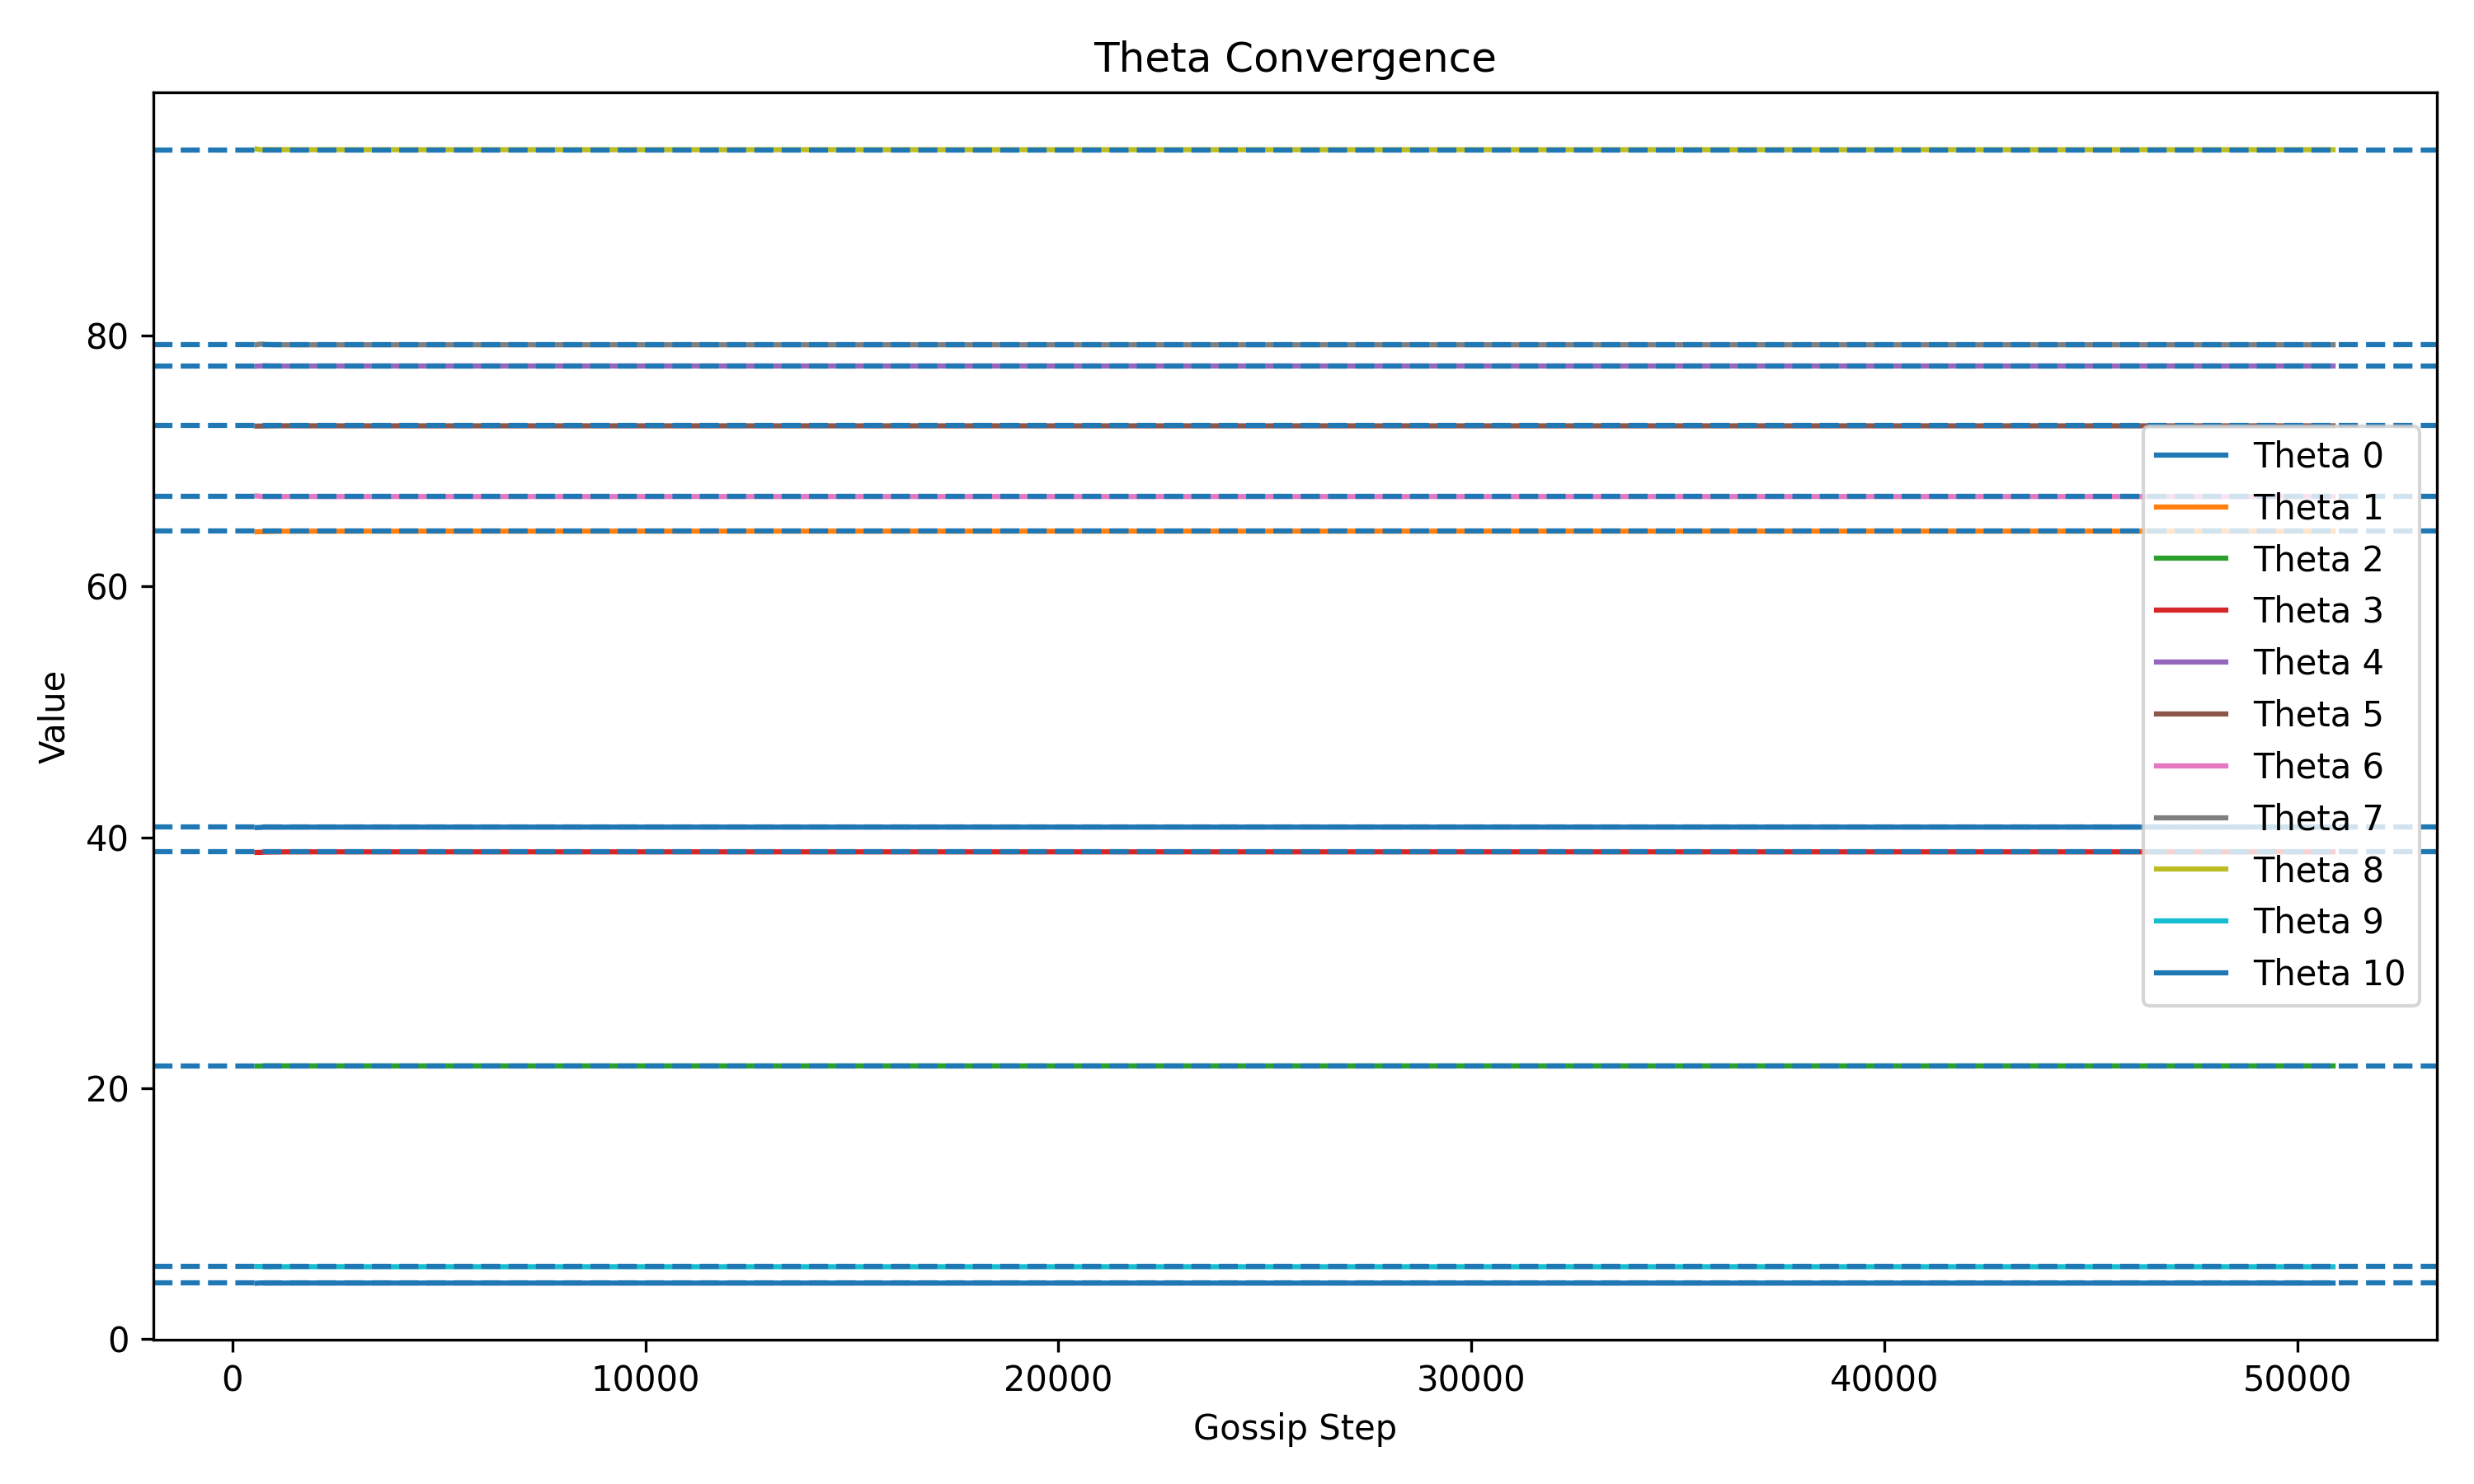 Theta Convergence
Value
80
60
40
20
0
Theta 0
Theta 1
Theta 2
Theta 3
Theta 4
Theta 5
Theta 6
Theta 7
Theta 8
Theta 9
Theta 10
0 10000 20000 30000 40000 50000
Gossip Step